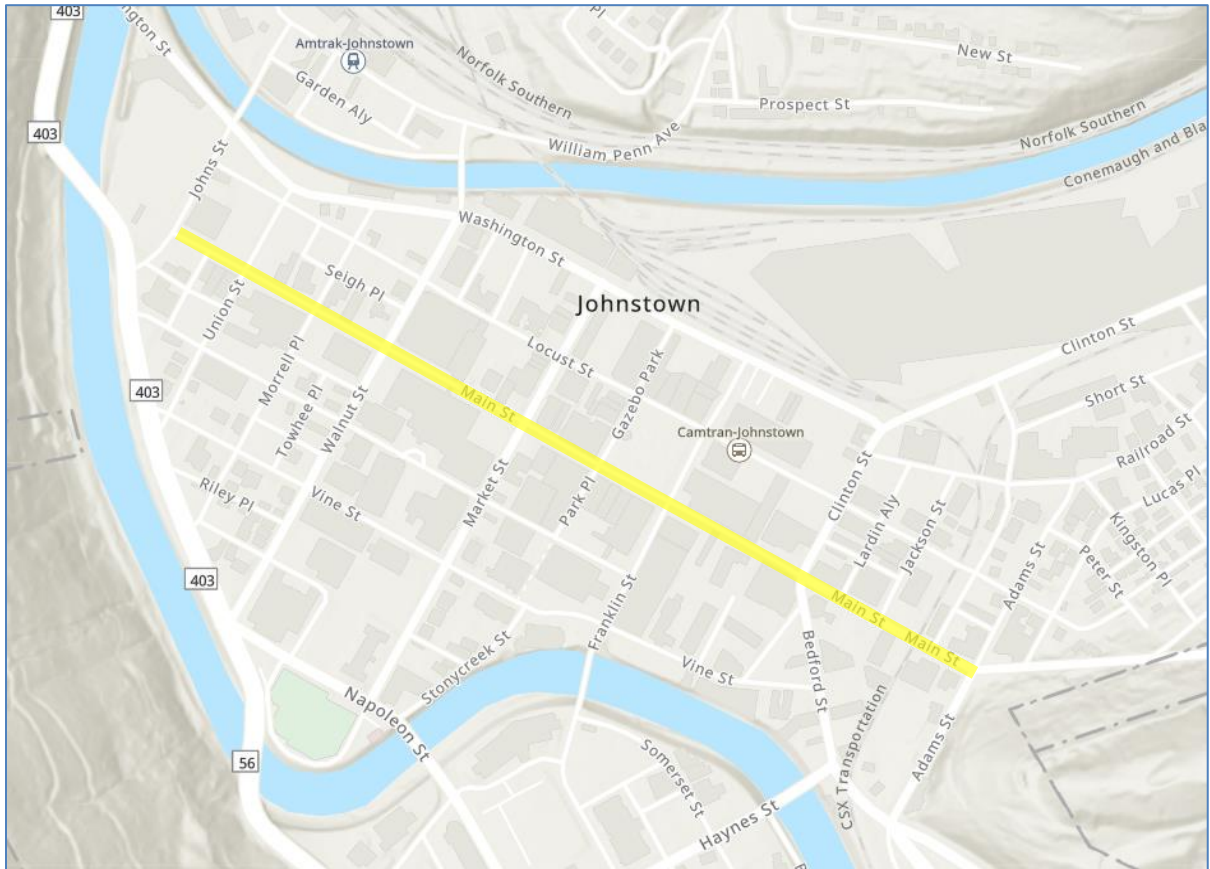 403
ngton St
Pl
Amtrak-Johnstown
New St
Norfolk Southern
Garden Aly
Prospect St
403
William Penn Ave
Norfolk Southern
Conemaugh and Bla
Johns St
Washington St
Seigh Pl
Union St
Johnstown
Clinton St
Locust St
Morrell Pl
Gazebo Park
403
Main St
Short St
Towhee Pl
Walnut St
Camtran-Johnstown
Railroad St
Market St
Clinton St
Lucas Pl
Riley Pl
Vine St
Park Pl
Lardin Aly
Jackson St
Kingston Pl
Peter St
Adams St
403
Main St
Main St
Franklin St
Stonycreek St
Vine St
Bedford St
Napoleon St
Adams St
CSX Transportation
56
Somerset St
Haynes St